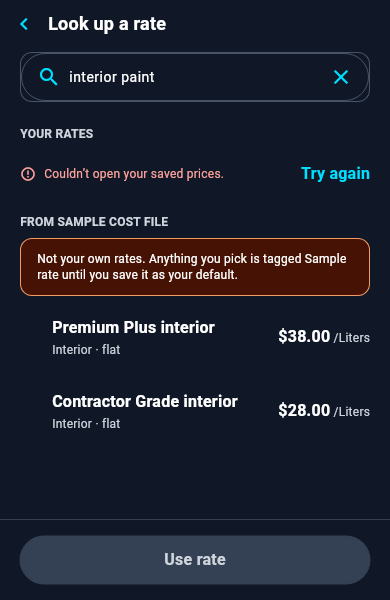 Look up a rate
interior paint
YOUR RATES
Couldn't open your saved prices.
Try again
FROM SAMPLE COST FILE
Not your own rates. Anything you pick is tagged Sample
rate until you save it as your default.
Premium Plus interior
$38.00 /Liters
Interior · flat
Contractor Grade interior
$28.00 /Liters
Interior · flat
Use rate